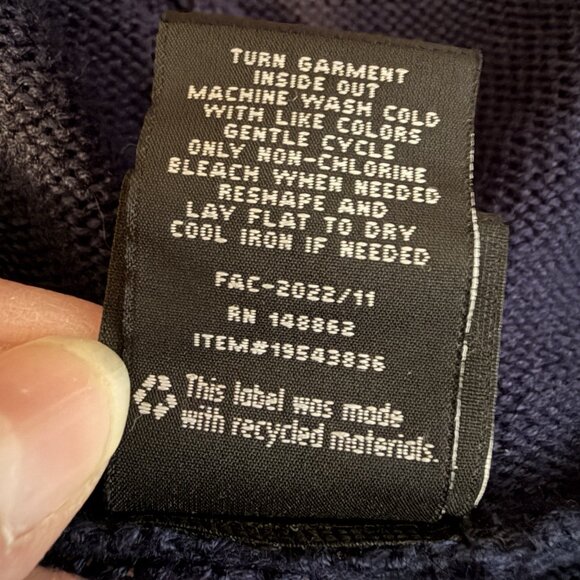 TURN GARMENT
INSIDE OUT
MACHINE WASH COLD
WITH LIKE COLORS
GENTLE CYCLE
ONLY NON-CHLORINE
BLEACH WHEN NEEDED
RESHAPE AND
LAY FLAT TO DRY
COOL IRON IF NEEDED
FAC-2022/11
RN 148862
ITEM#19543836
This label was made
with recycled materials.